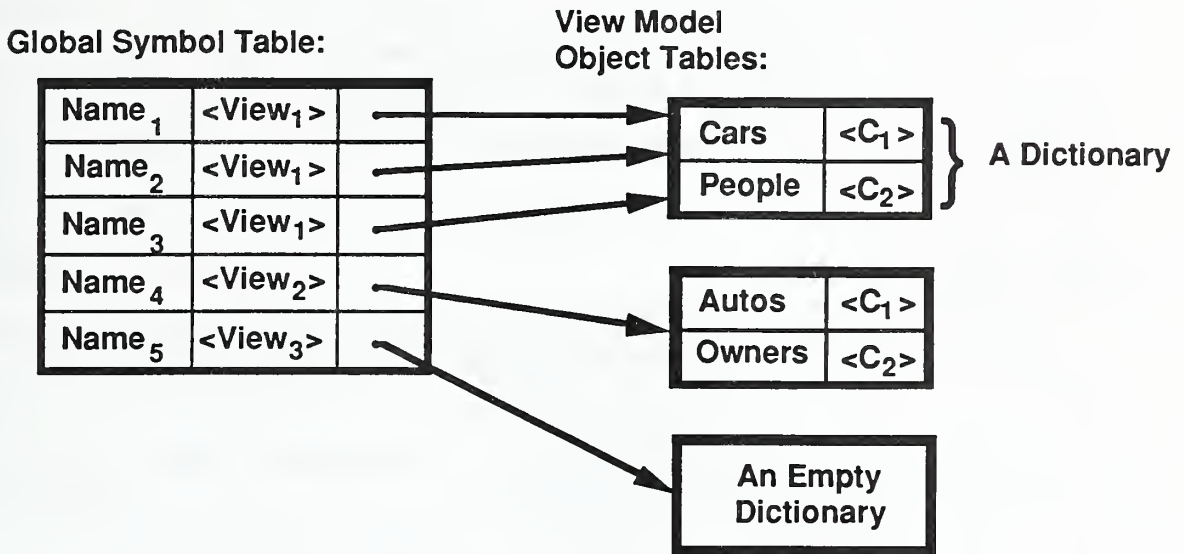 Global Symbol Table:
View Model
Object Tables:
Name₁ <View₁>
Name₂ <View₁>
Name₃ <View₁>
Name₄ <View₂>
Name₅ <View₃>
Cars <C₁>
People <C₂>
A Dictionary
Autos <C₁>
Owners <C₂>
An Empty
Dictionary